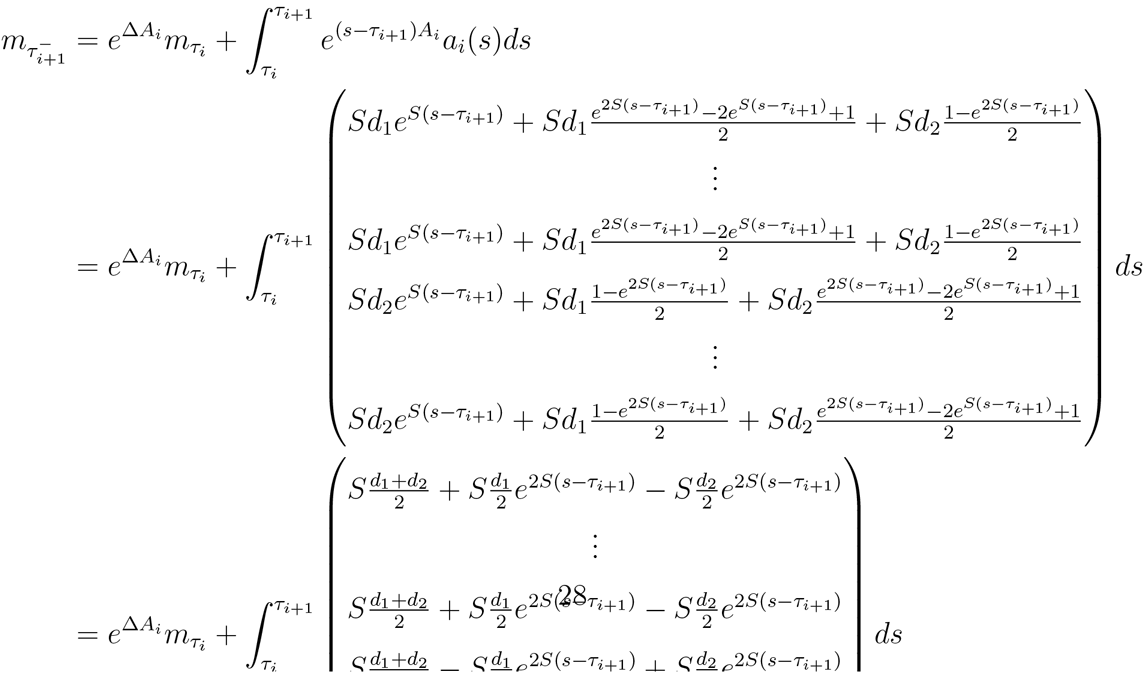 m_{\tau_{i+1}^-} = e^{\Delta A_i} m_{\tau_i} + \int_{\tau_i}^{\tau_{i+1}} e^{(s-\tau_{i+1})A_i} a_i(s)ds
= e^{\Delta A_i} m_{\tau_i} + \int_{\tau_i}^{\tau_{i+1}} \begin{pmatrix} Sd_1e^{S(s-\tau_{i+1})} + Sd_1\frac{e^{2S(s-\tau_{i+1})}-2e^{S(s-\tau_{i+1})}+1}{2} + Sd_2\frac{1-e^{2S(s-\tau_{i+1})}}{2} \\ \vdots \\ Sd_1e^{S(s-\tau_{i+1})} + Sd_1\frac{e^{2S(s-\tau_{i+1})}-2e^{S(s-\tau_{i+1})}+1}{2} + Sd_2\frac{1-e^{2S(s-\tau_{i+1})}}{2} \\ Sd_2e^{S(s-\tau_{i+1})} + Sd_1\frac{1-e^{2S(s-\tau_{i+1})}}{2} + Sd_2\frac{e^{2S(s-\tau_{i+1})}-2e^{S(s-\tau_{i+1})}+1}{2} \\ \vdots \\ Sd_2e^{S(s-\tau_{i+1})} + Sd_1\frac{1-e^{2S(s-\tau_{i+1})}}{2} + Sd_2\frac{e^{2S(s-\tau_{i+1})}-2e^{S(s-\tau_{i+1})}+1}{2} \end{pmatrix} ds
= e^{\Delta A_i} m_{\tau_i} + \int_{\tau_i}^{\tau_{i+1}} \begin{pmatrix} S\frac{d_1+d_2}{2} + S\frac{d_1}{2}e^{2S(s-\tau_{i+1})} - S\frac{d_2}{2}e^{2S(s-\tau_{i+1})} \\ \vdots \\ S\frac{d_1+d_2}{2} + S\frac{d_1}{2}e^{2S(s-\tau_{i+1})} - S\frac{d_2}{2}e^{2S(s-\tau_{i+1})} \\ S\frac{d_1+d_2}{2} - S\frac{d_1}{2}e^{2S(s-\tau_{i+1})} + S\frac{d_2}{2}e^{2S(s-\tau_{i+1})} \end{pmatrix} ds
28